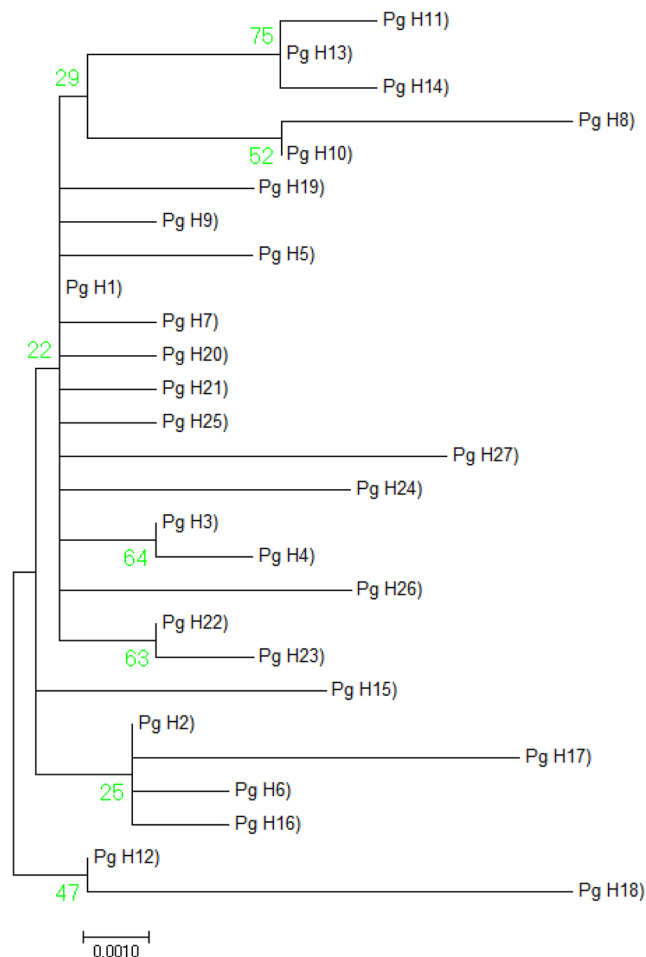 Pg H11)
75
Pg H13)
29
Pg H14)
Pg H8)
52 Pg H10)
Pg H19)
Pg H9)
Pg H5)
Pg H1)
Pg H7)
22
Pg H20)
Pg H21)
Pg H25)
Pg H27)
Pg H24)
Pg H3)
64 Pg H4)
Pg H26)
Pg H22)
63 Pg H23)
Pg H15)
Pg H2)
Pg H17)
25 Pg H6)
Pg H16)
Pg H12)
47 Pg H18)
0.0010